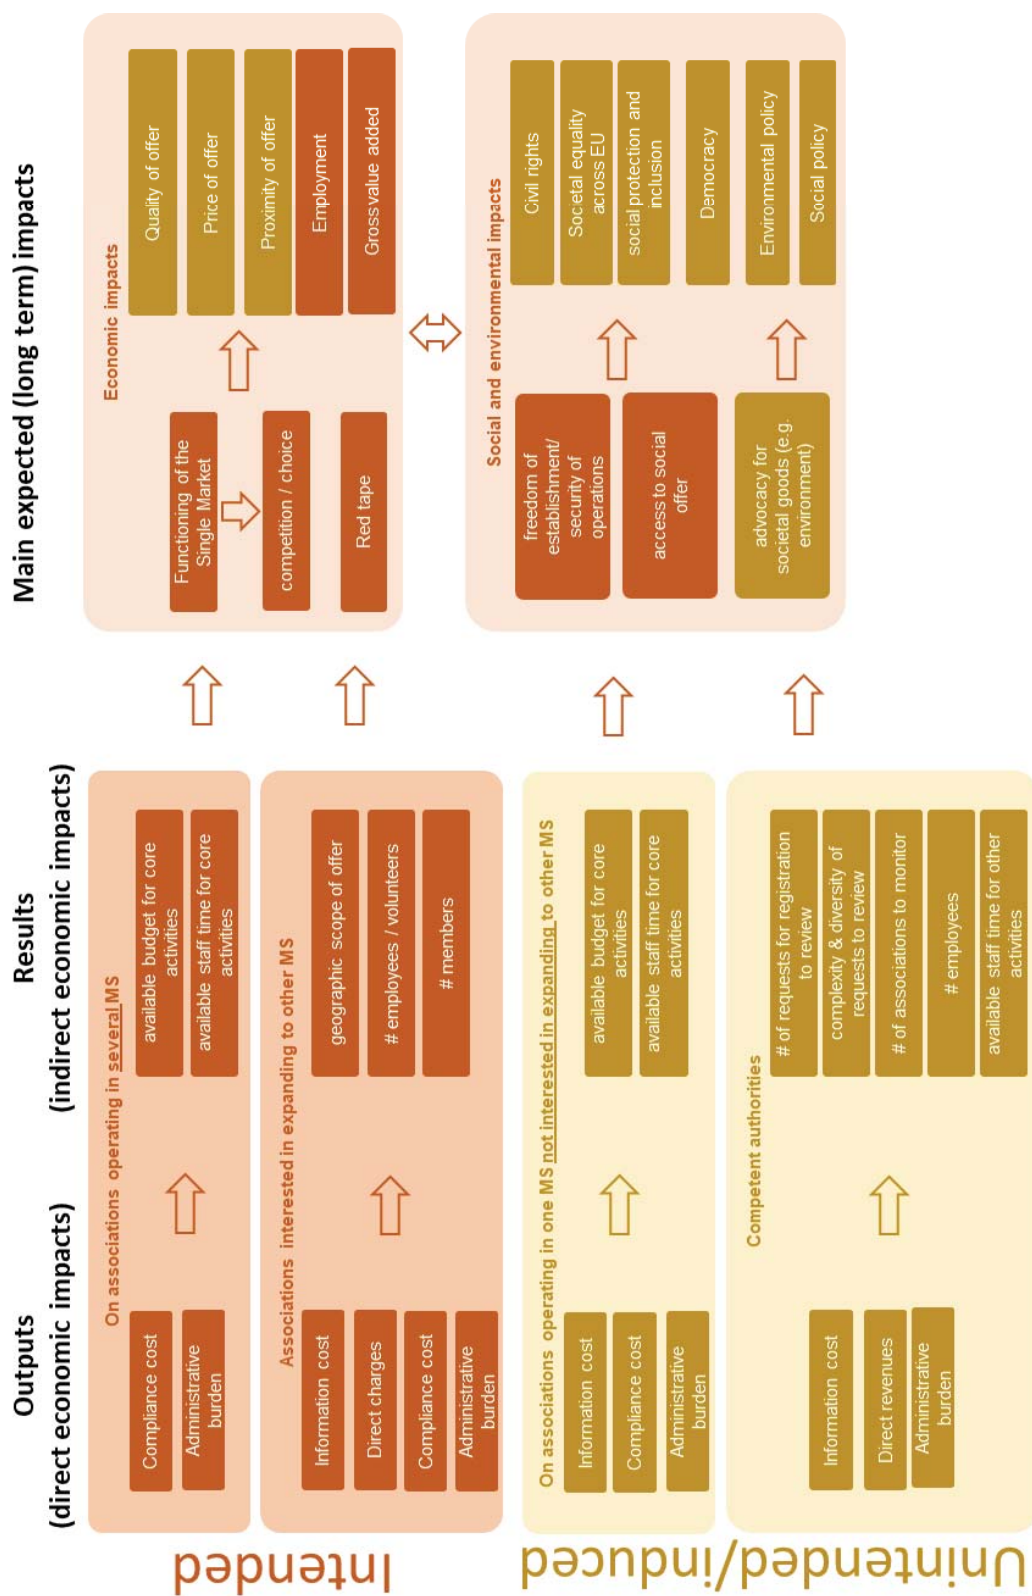 Outputs
(direct economic impacts)
Results
(indirect economic impacts)
Main expected (long term) impacts
Intended
On associations operating in several MS
Compliance cost
Administrative
burden
available budget for core
activities
available staff time for core
activities
Associations interested in expanding to other MS
Information cost
Direct charges
Compliance cost
Administrative
burden
geographic scope of offer
# employees / volunteers
# members
Unintended/induced
On associations operating in one MS not interested in expanding to other MS
Information cost
Compliance cost
Administrative
burden
available budget for core
activities
available staff time for core
activities
Competent authorities
Information cost
Direct revenues
Administrative
burden
# of requests for registration
to review
complexity & diversity of
requests to review
# of associations to monitor
# employees
available staff time for other
activities
Economic impacts
Functioning of the
Single Market
competition / choice
Red tape
Quality of offer
Price of offer
Proximity of offer
Employment
Gross value added
Social and environmental impacts
freedom of
establishment/
security of
operations
access to social
offer
advocacy for
societal goods (e.g.
environment)
Civil rights
Societal equality
across EU
social protection and
inclusion
Democracy
Environmental policy
Social policy